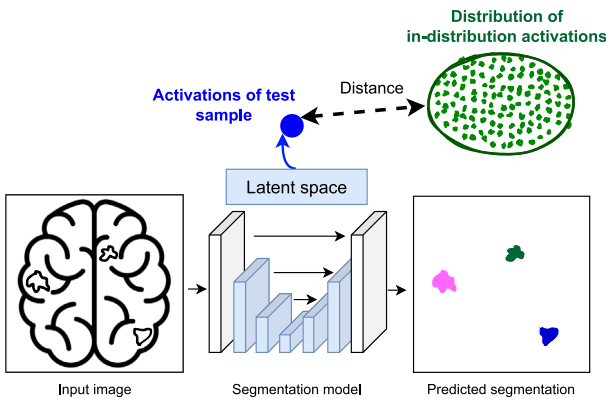 Distribution of
in-distribution activations
Distance
Activations of test
sample
Latent space
Input image
Segmentation model
Predicted segmentation